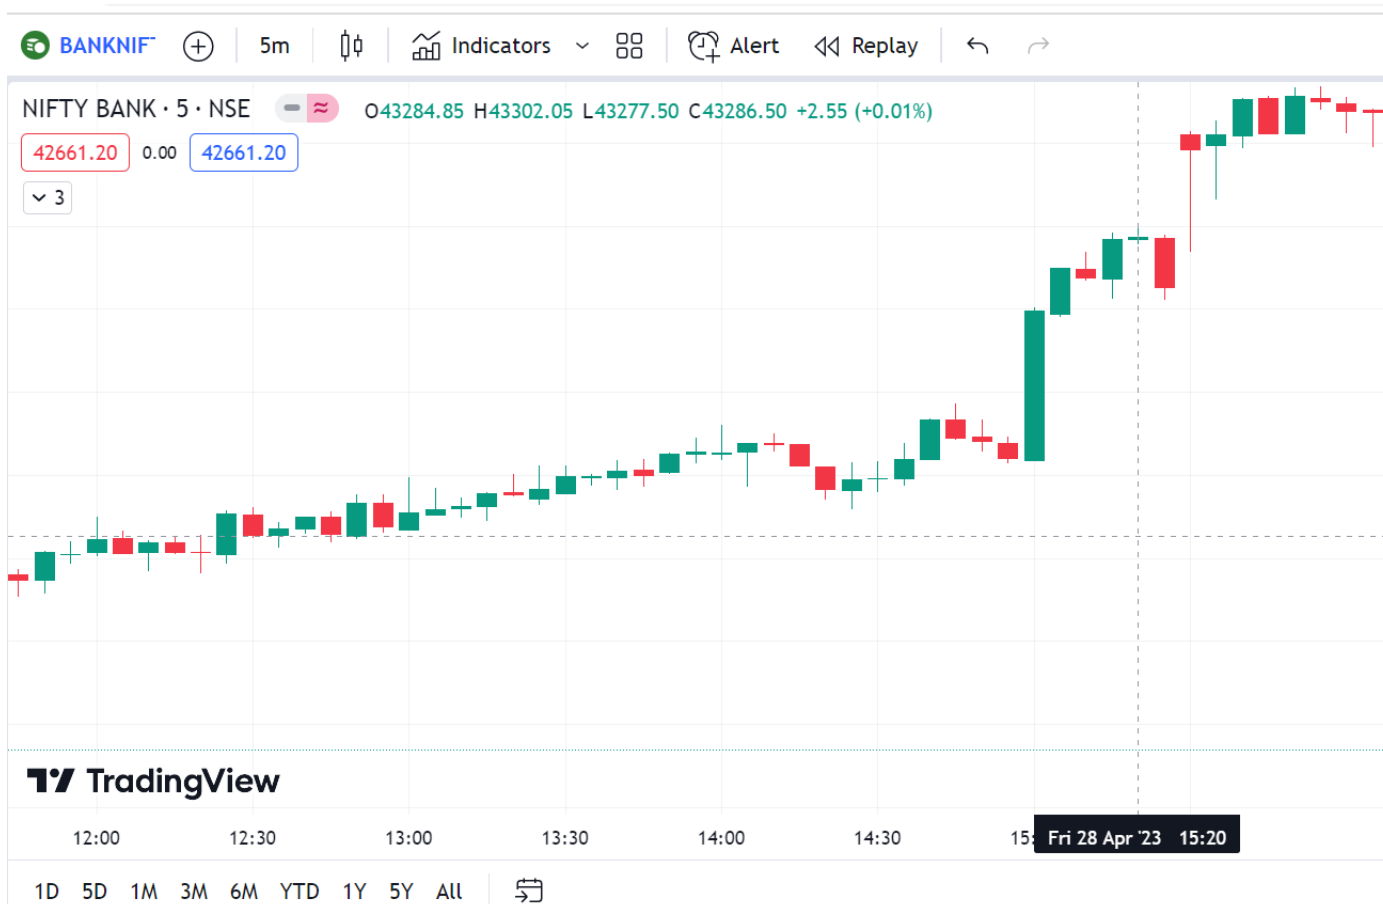 BANKNIF 5m Indicators Alert Replay
NIFTY BANK · 5 · NSE O43284.85 H43302.05 L43277.50 C43286.50 +2.55 (+0.01%)
42661.20 0.00 42661.20
3
TradingView
12:00 12:30 13:00 13:30 14:00 14:30 15: Fri 28 Apr '23 15:20
1D 5D 1M 3M 6M YTD 1Y 5Y All